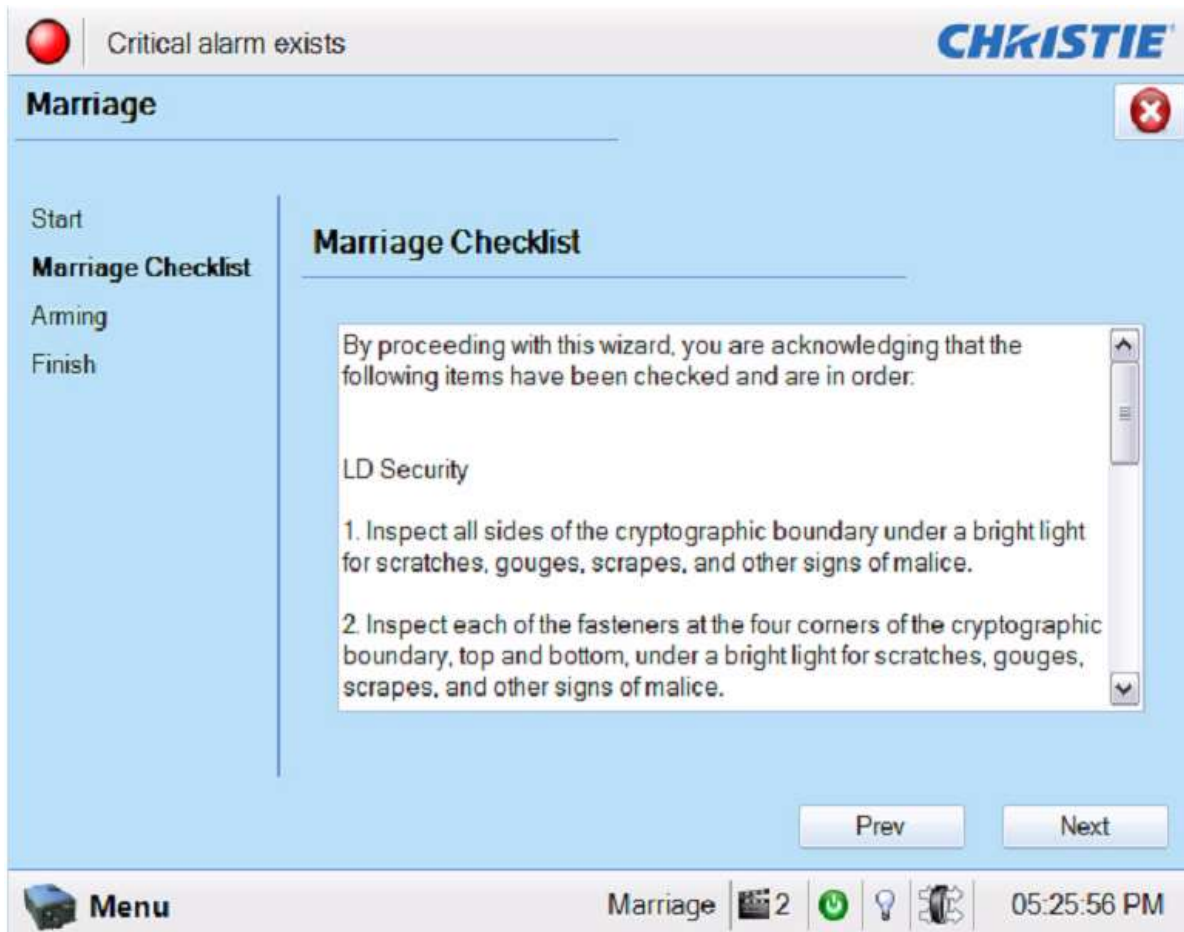 Critical alarm exists
CHRISTIE
Marriage
Start
Marriage Checklist
Arming
Finish
Marriage Checklist
By proceeding with this wizard, you are acknowledging that the
following items have been checked and are in order:
LD Security
1. Inspect all sides of the cryptographic boundary under a bright light
for scratches, gouges, scrapes, and other signs of malice.
2. Inspect each of the fasteners at the four corners of the cryptographic
boundary, top and bottom, under a bright light for scratches, gouges,
scrapes, and other signs of malice.
Prev
Next
Menu
Marriage
2
05:25:56 PM